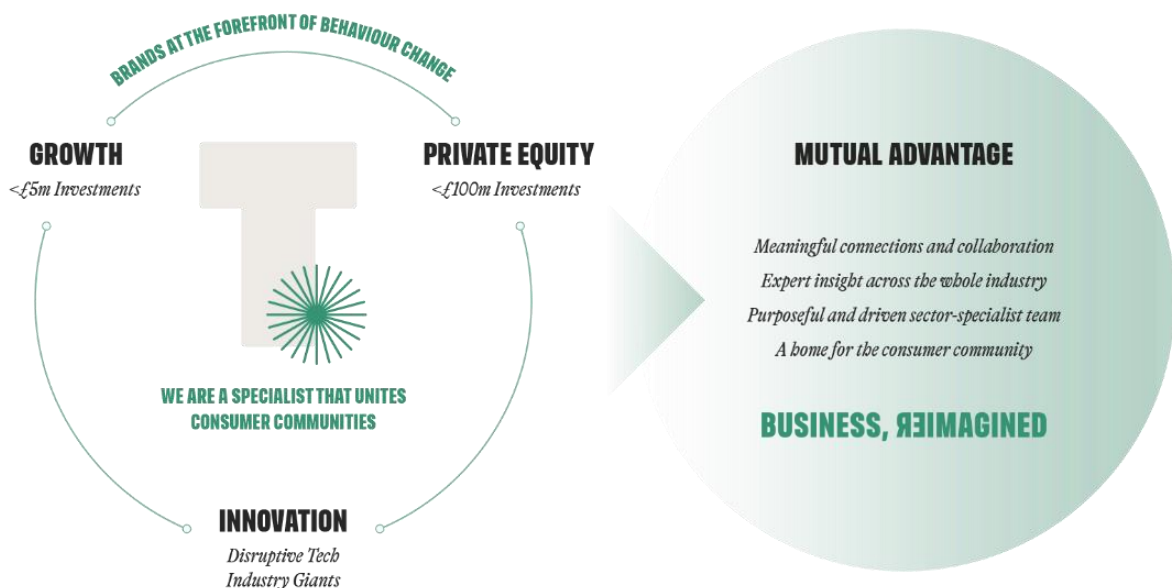 BRANDS AT THE FOREFRONT OF BEHAVIOUR CHANGE
GROWTH
<£5m Investments
PRIVATE EQUITY
<£100m Investments
T
WE ARE A SPECIALIST THAT UNITES
CONSUMER COMMUNITIES
INNOVATION
Disruptive Tech
Industry Giants
MUTUAL ADVANTAGE
Meaningful connections and collaboration
Expert insight across the whole industry
Purposeful and driven sector-specialist team
A home for the consumer community
BUSINESS, ЯƎIMAGINED